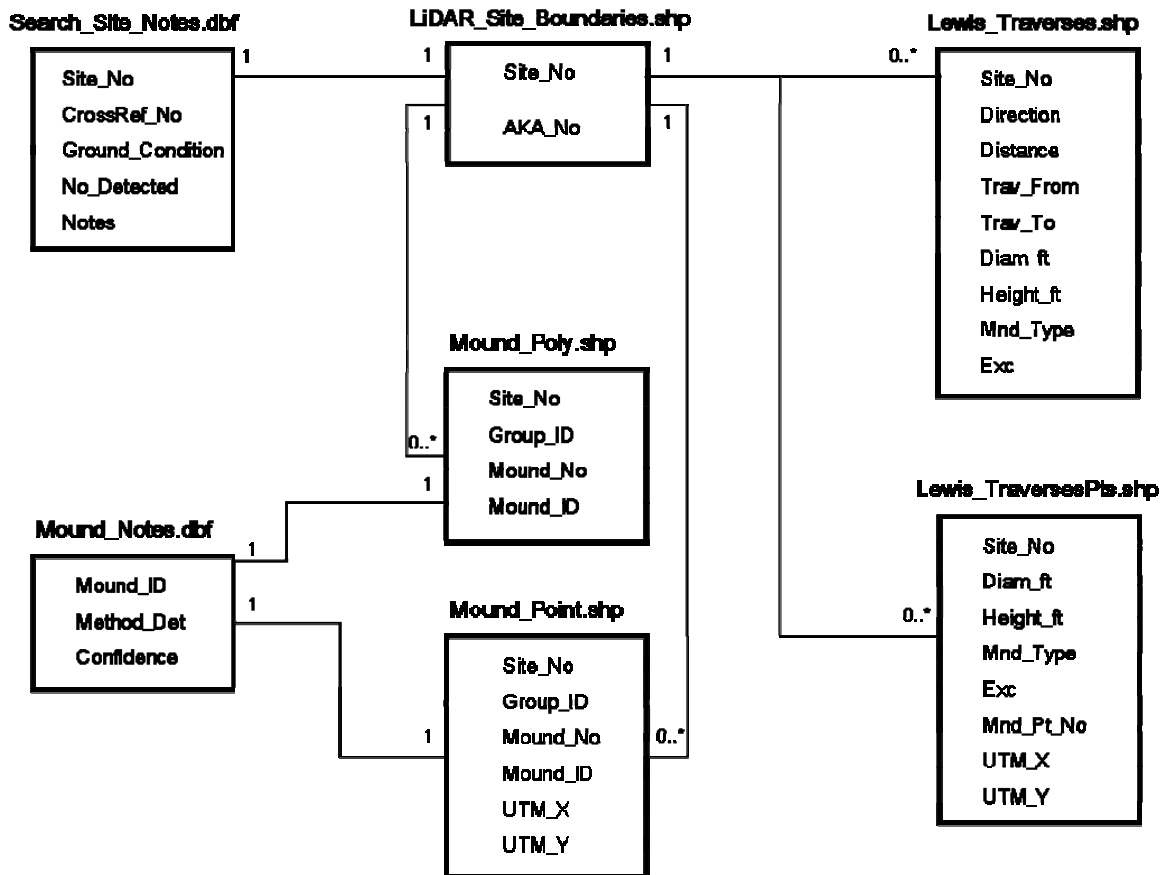 Search_Site_Notes.dbf
1
Site_No
CrossRef_No
Ground_Condition
No_Detected
Notes
LiDAR_Site_Boundaries.shp
1
1
Site_No
AKA_No
1
1
Lewis_Traverses.shp
0..*
Site_No
Direction
Distance
Trav_From
Trav_To
Diam ft
Height_ft
Mnd_Type
Exc
Mound_Poly.shp
0..*
1
Site_No
Group_ID
Mound_No
Mound_ID
Mound_Notes.dbf
1
1
Mound_ID
Method_Det
Confidence
Mound_Point.shp
1
0..*
Site_No
Group_ID
Mound_No
Mound_ID
UTM_X
UTM_Y
Lewis_TraversesPts.shp
0..*
Site_No
Diam_ft
Height_ft
Mnd_Type
Exc
Mnd_Pt_No
UTM_X
UTM_Y